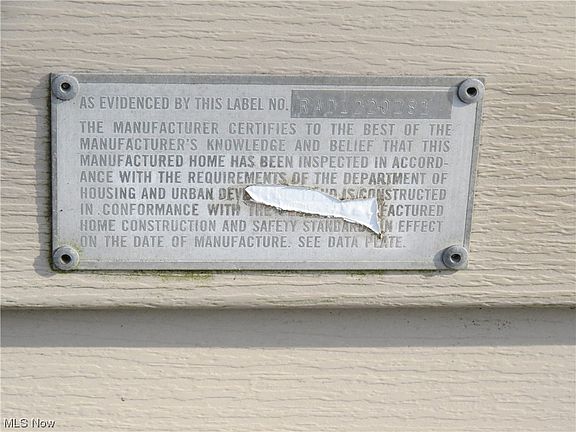 AS EVIDENCED BY THIS LABEL NO. RAD1220281
THE MANUFACTURER CERTIFIES TO THE BEST OF THE
MANUFACTURER'S KNOWLEDGE AND BELIEF THAT THIS
MANUFACTURED HOME HAS BEEN INSPECTED IN ACCORD-
ANCE WITH THE REQUIREMENTS OF THE DEPARTMENT OF
HOUSING AND URBAN DEV IS CONSTRUCTED
IN CONFORMANCE WITH THE FACTURED
HOME CONSTRUCTION AND SAFETY STANDARDS IN EFFECT
ON THE DATE OF MANUFACTURE. SEE DATA PLATE.
MLS Now